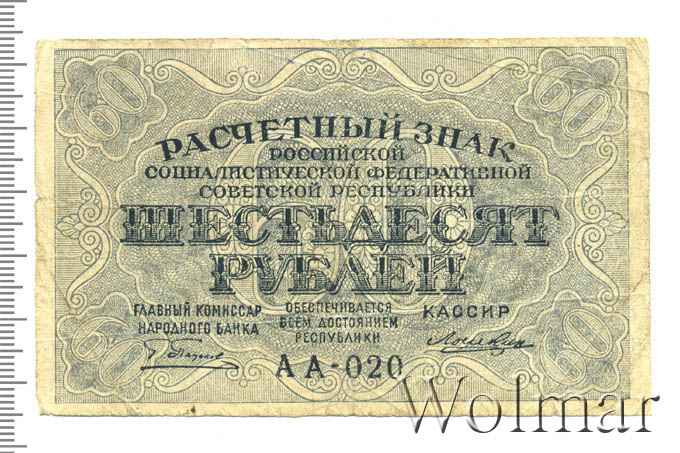 60 60
РАСЧЕТНЫЙ ЗНАК
РОССИЙСКОЙ
СОЦИАЛИСТИЧЕСКОЙ ФЕДЕРАТИВНОЙ
СОВЕТСКОЙ РЕСПУБЛИКИ
60
ШЕСТЬДЕСЯТ
РУБЛЕЙ
ГЛАВНЫЙ КОМИССАР
НАРОДНОГО БАНКА
ОБЕСПЕЧИВАЕТСЯ
ВСЕМ ДОСТОЯНИЕМ
РЕСПУБЛИКИ
КАССИР
60 60
АА-020
Wolmar